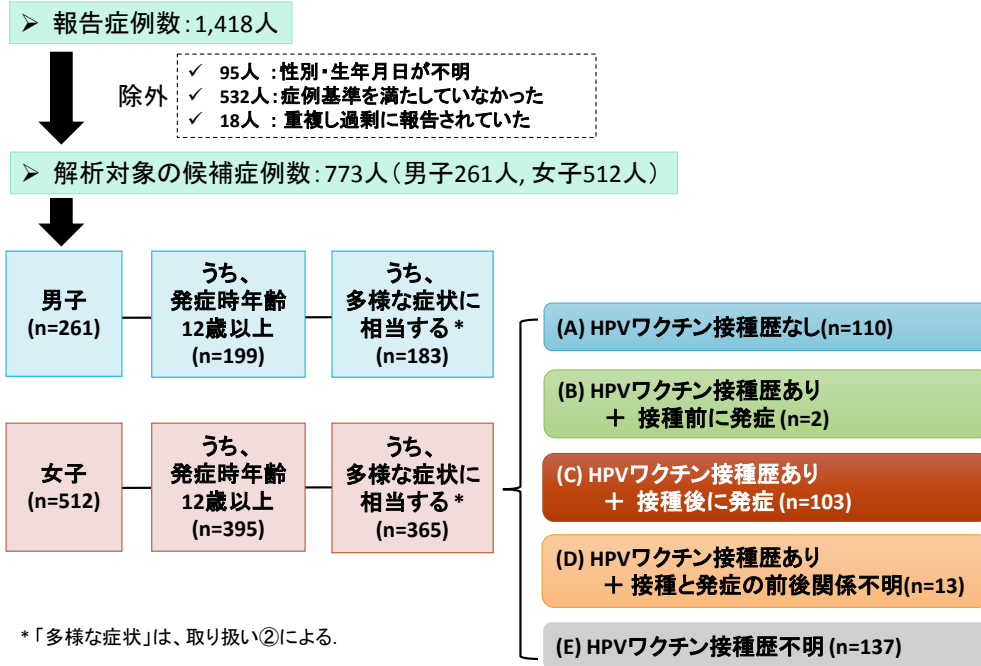 ➢ 報告症例数：1,418人
除外
✓ 95人 ：性別・生年月日が不明
✓ 532人：症例基準を満たしていなかった
✓ 18人 ：重複し過剰に報告されていた
➢ 解析対象の候補症例数：773人（男子261人, 女子512人）
男子
(n=261)
うち、
発症時年齢
12歳以上
(n=199)
うち、
多様な症状に
相当する*
(n=183)
女子
(n=512)
うち、
発症時年齢
12歳以上
(n=395)
うち、
多様な症状に
相当する*
(n=365)
(A) HPVワクチン接種歴なし(n=110)
(B) HPVワクチン接種歴あり
＋ 接種前に発症 (n=2)
(C) HPVワクチン接種歴あり
＋ 接種後に発症 (n=103)
(D) HPVワクチン接種歴あり
＋ 接種と発症の前後関係不明(n=13)
(E) HPVワクチン接種歴不明 (n=137)
* 「多様な症状」は、取り扱い②による.